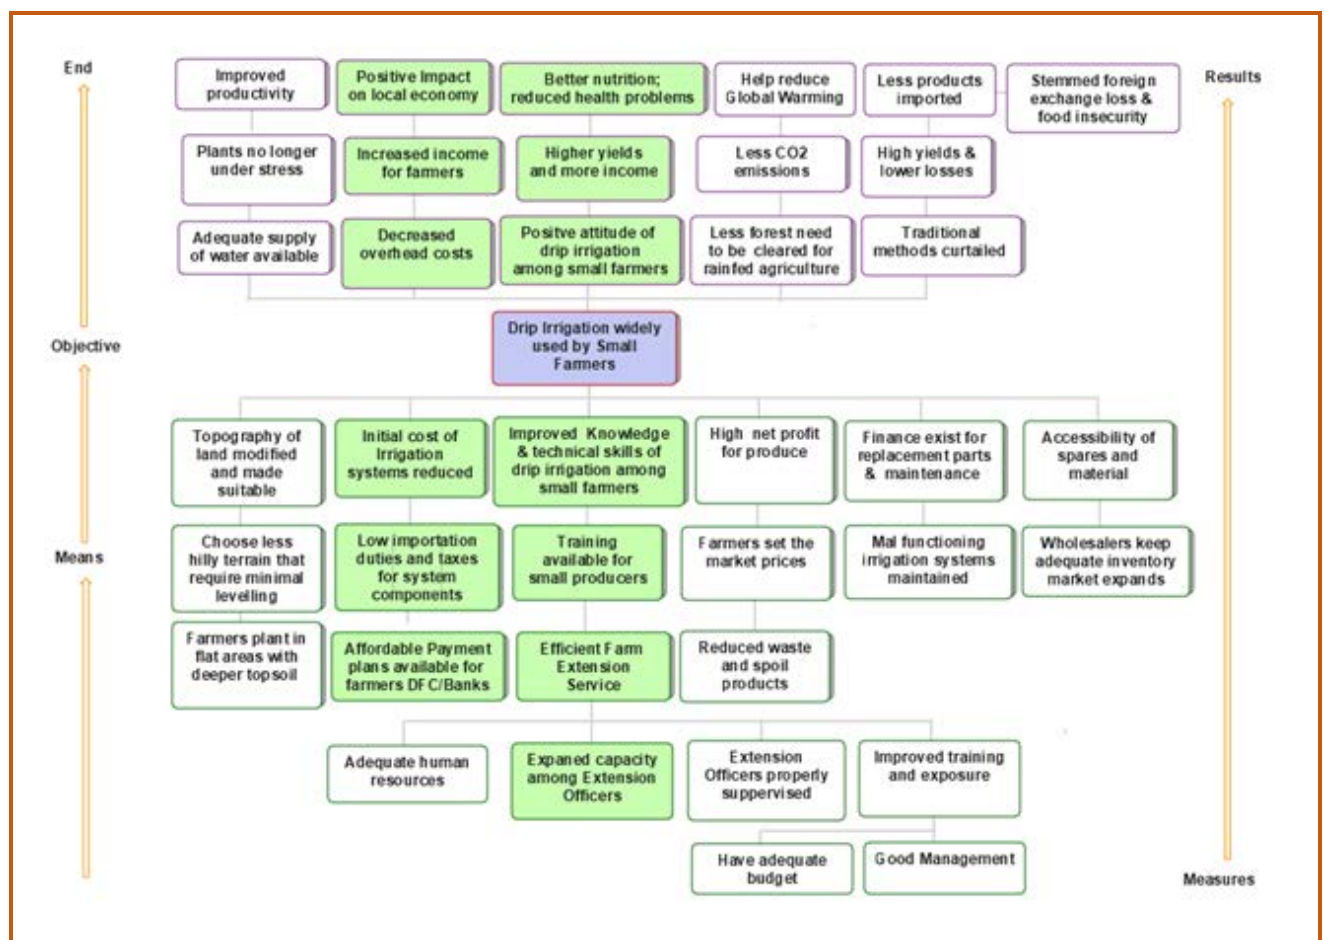 End
Results
Improved
productivity
Positive Impact
on local economy
Better nutrition;
reduced health problems
Help reduce
Global Warming
Less products
imported
Stemmed foreign
exchange loss &
food insecurity
Plants no longer
under stress
Increased income
for farmers
Higher yields
and more income
Less CO2
emissions
High yields &
lower losses
Adequate supply
of water available
Decreased
overhead costs
Positve attitude of
drip irrigation
among small farmers
Less forest need
to be cleared for
rainfed agriculture
Traditional
methods curtailed
Objective
Drip Irrigation widely
used by Small
Farmers
Topography of
land modified
and made
suitable
Initial cost of
Irrigation
systems reduced
Improved Knowledge
& technical skills of
drip irrigation among
small farmers
High net profit
for produce
Finance exist for
replacement parts
& maintenance
Accessibility of
spares and
material
Means
Choose less
hilly terrain that
require minimal
levelling
Low importation
duties and taxes
for system
components
Training
available for
small producers
Farmers set the
market prices
Mal functioning
irrigation systems
maintained
Wholesalers keep
adequate inventory
market expands
Farmers plant in
flat areas with
deeper topsoil
Affordable Payment
plans available for
farmers DFC/Banks
Efficient Farm
Extension
Service
Reduced waste
and spoil
products
Adequate human
resources
Expaned capacity
among Extension
Officers
Extension
Officers properly
suppervised
Improved training
and exposure
Have adequate
budget
Good Management
Measures